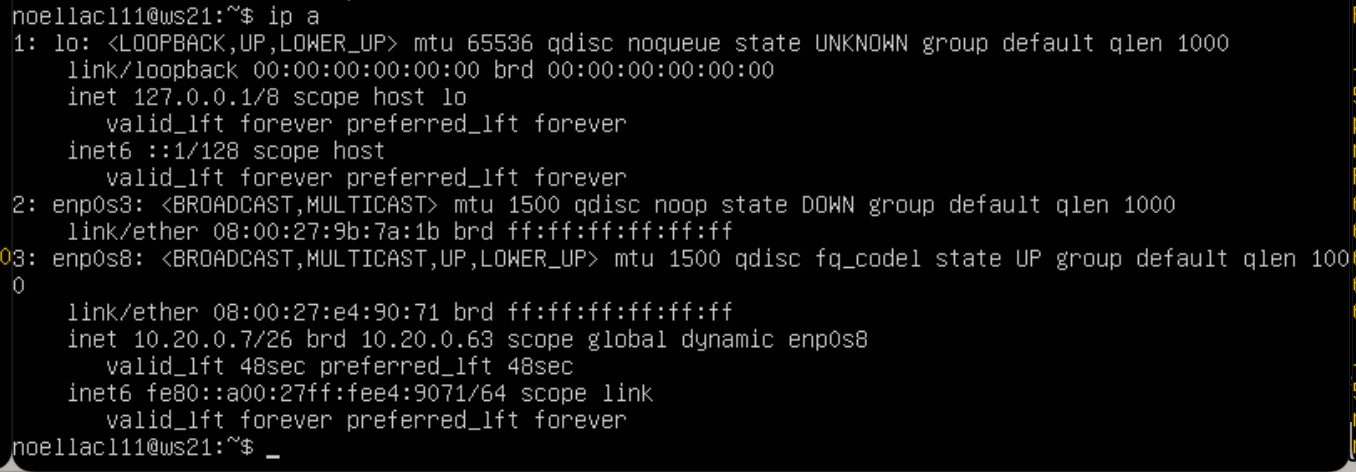 noellacl11@ws21:~$ ip a
1: lo: <LOOPBACK,UP,LOWER_UP> mtu 65536 qdisc noqueue state UNKNOWN group default qlen 1000
    link/loopback 00:00:00:00:00:00 brd 00:00:00:00:00:00
    inet 127.0.0.1/8 scope host lo
       valid_lft forever preferred_lft forever
    inet6 ::1/128 scope host
       valid_lft forever preferred_lft forever
2: enp0s3: <BROADCAST,MULTICAST> mtu 1500 qdisc noop state DOWN group default qlen 1000
    link/ether 08:00:27:9b:7a:1b brd ff:ff:ff:ff:ff:ff
3: enp0s8: <BROADCAST,MULTICAST,UP,LOWER_UP> mtu 1500 qdisc fq_codel state UP group default qlen 100
0
    link/ether 08:00:27:e4:90:71 brd ff:ff:ff:ff:ff:ff
    inet 10.20.0.7/26 brd 10.20.0.63 scope global dynamic enp0s8
       valid_lft 48sec preferred_lft 48sec
    inet6 fe80::a00:27ff:fee4:9071/64 scope link
       valid_lft forever preferred_lft forever
noellacl11@ws21:~$ _